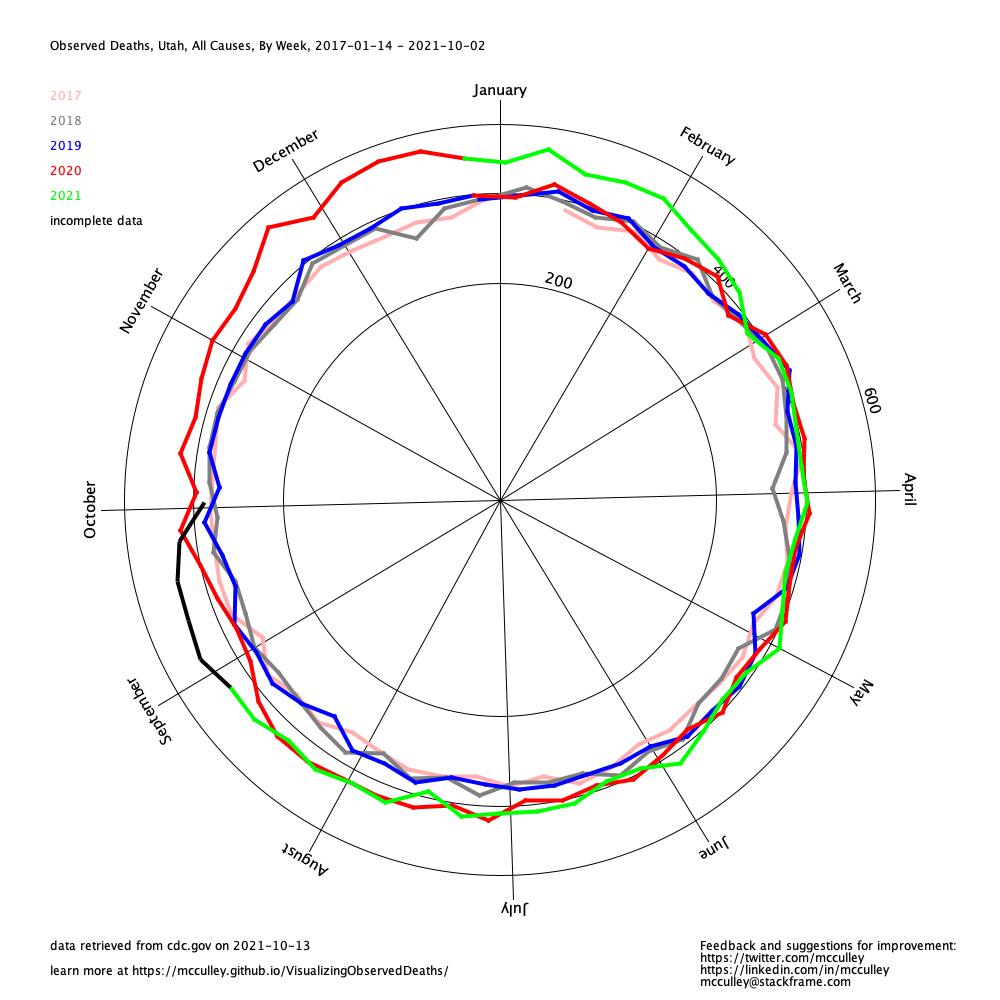 Observed Deaths, Utah, All Causes, By Week, 2017-01-14 - 2021-10-02
2017
2018
2019
2020
2021
incomplete data
January
February
March
April
May
June
July
August
September
October
November
December
200
400
600
data retrieved from cdc.gov on 2021-10-13
learn more at https://mcculley.github.io/VisualizingObservedDeaths/
Feedback and suggestions for improvement:
https://twitter.com/mcculley
https://linkedin.com/in/mcculley
mcculley@stackframe.com